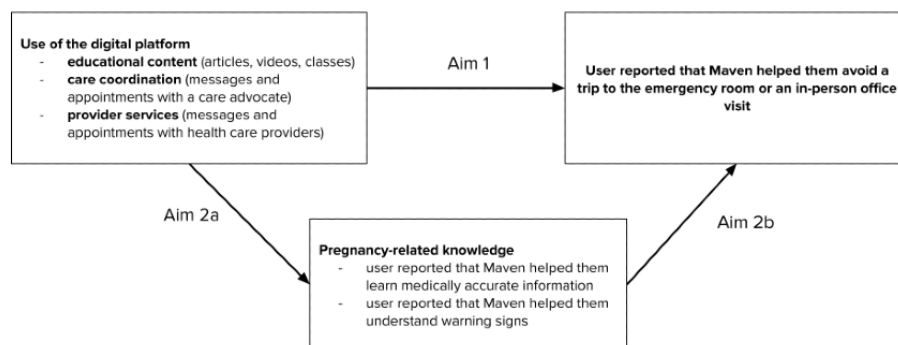 Use of the digital platform
- educational content (articles, videos, classes)
- care coordination (messages and
appointments with a care advocate)
- provider services (messages and
appointments with health care providers)
Aim 1
User reported that Maven helped them avoid a
trip to the emergency room or an in-person office
visit
Aim 2a
Aim 2b
Pregnancy-related knowledge
- user reported that Maven helped them
learn medically accurate information
- user reported that Maven helped them
understand warning signs